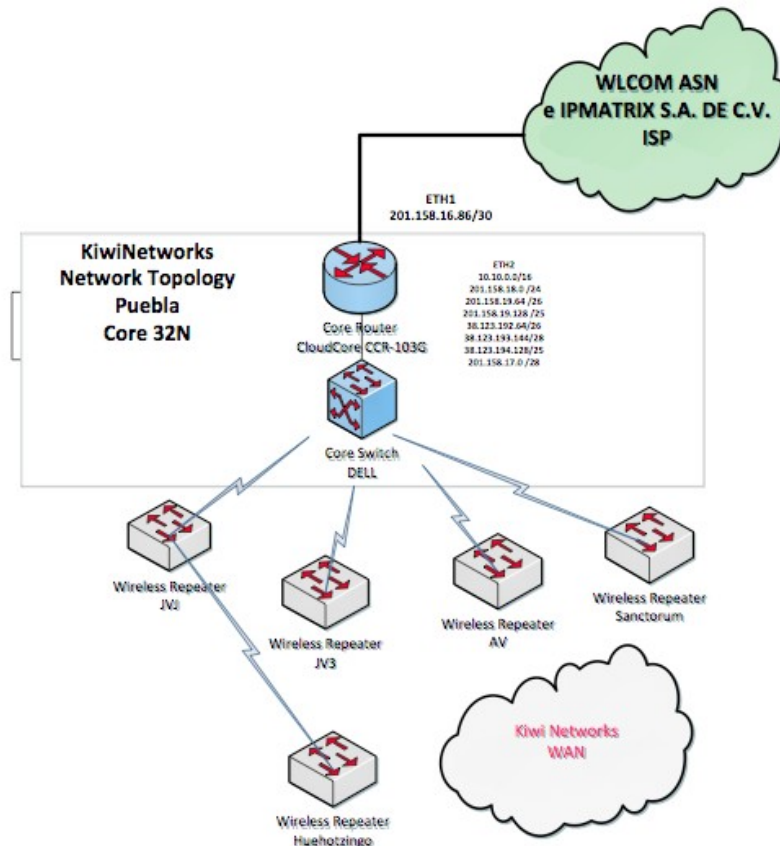 WLCOM ASN
e IPMATRIX S.A. DE C.V.
ISP
ETH1
201.158.16.86/30
KiwiNetworks
Network Topology
Puebla
Core 32N
ETH2
10.10.0.0/16
201.158.18.0 /24
201.158.19.64 /26
201.158.19.128 /25
38.123.192.64/26
38.123.193.144/28
38.123.194.128/25
201.158.17.0 /28
Core Router
CloudCore CCR-103G
Core Switch
DELL
Wireless Repeater
JVJ
Wireless Repeater
JV3
Wireless Repeater
AV
Wireless Repeater
Sanctorum
Kiwi Networks
WAN
Wireless Repeater
Huehotzingo